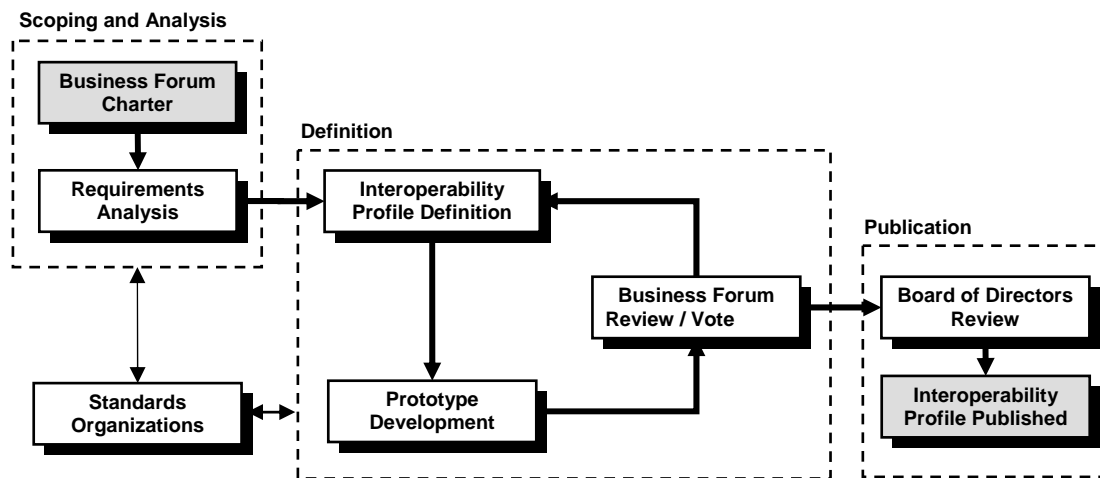 Scoping and Analysis
Business Forum
Charter
Requirements
Analysis
Standards
Organizations
Definition
Interoperability
Profile Definition
Prototype
Development
Business Forum
Review / Vote
Publication
Board of Directors
Review
Interoperability
Profile Published